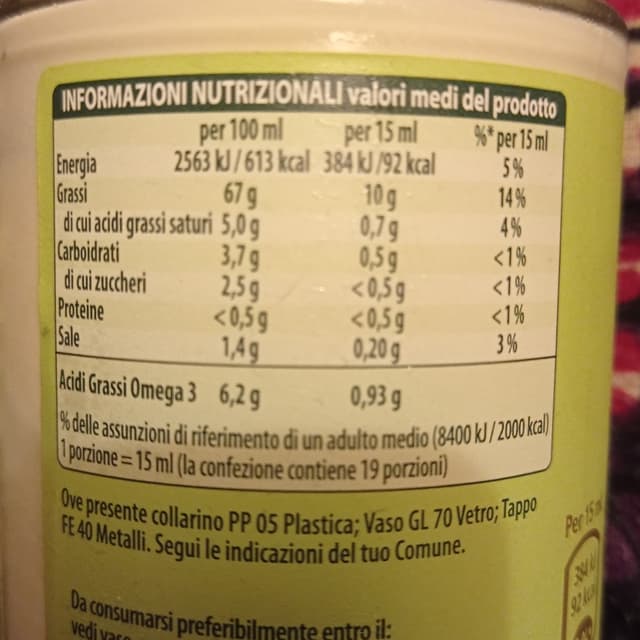 INFORMAZIONI NUTRIZIONALI valori medi del prodotto
per 100 ml per 15 ml %* per 15 ml
Energia 2563 kJ/613 kcal 384 kJ/92 kcal 5%
Grassi 67 g 10 g 14%
di cui acidi grassi saturi 5,0 g 0,7 g 4%
Carboidrati 3,7 g 0,5 g <1%
di cui zuccheri 2,5 g <0,5 g <1%
Proteine <0,5 g <0,5 g <1%
Sale 1,4 g 0,20 g 3%
Acidi Grassi Omega 3 6,2 g 0,93 g
% delle assunzioni di riferimento di un adulto medio (8400 kJ/2000 kcal)
1 porzione = 15 ml (la confezione contiene 19 porzioni)
Ove presente collarino PP 05 Plastica; Vaso GL 70 Vetro; Tappo
FE 40 Metalli. Segui le indicazioni del tuo Comune.
Da consumarsi preferibilmente entro il:
vedi
Per 15
384 kJ
92